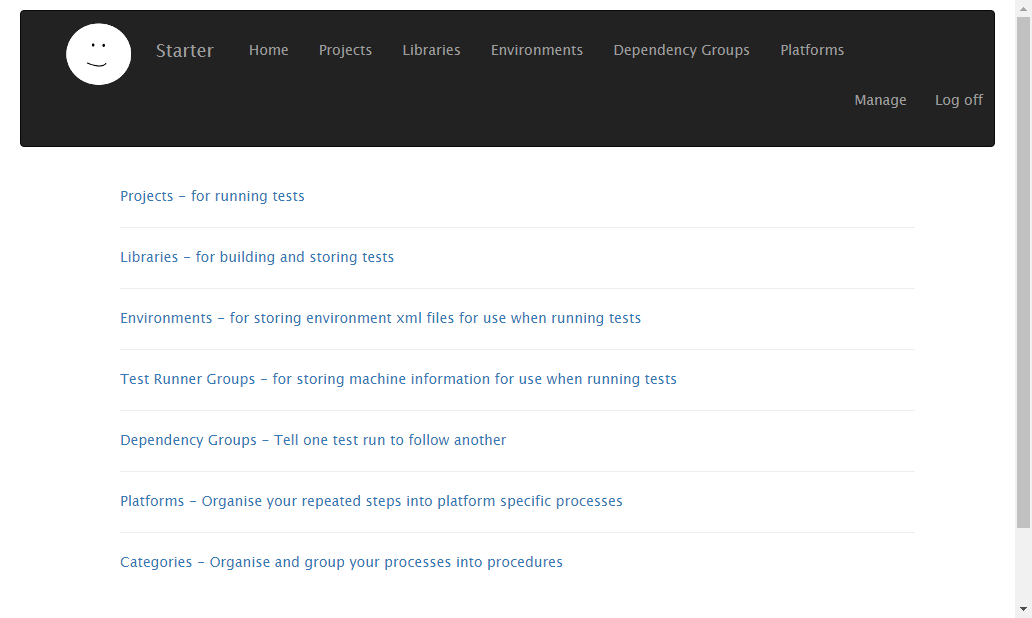 Starter Home Projects Libraries Environments Dependency Groups Platforms
Manage Log off
Projects - for running tests
Libraries - for building and storing tests
Environments - for storing environment xml files for use when running tests
Test Runner Groups - for storing machine information for use when running tests
Dependency Groups - Tell one test run to follow another
Platforms - Organise your repeated steps into platform specific processes
Categories - Organise and group your processes into procedures